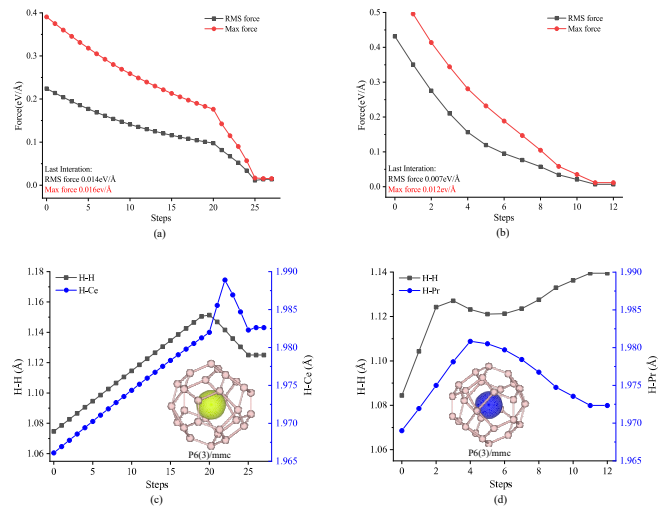 0.4
0.3
0.2
0.1
0.0
Force(eV/Å)
RMS force
Max force
Last Interation:
RMS force 0.014eV/Å
Max force 0.016ev/Å
0 5 10 15 20 25
Steps
(a)
0.5
0.4
0.3
0.2
0.1
0.0
Force(eV/Å)
RMS force
Max force
Last Interation:
RMS force 0.007eV/Å
Max force 0.012ev/Å
0 2 4 6 8 10 12
Steps
(b)
1.18
1.16
1.14
1.12
1.10
1.08
1.06
H-H (Å)
H-H
H-Ce
1.990
1.985
1.980
1.975
1.970
1.965
H-Ce (Å)
P6(3)/mmc
0 5 10 15 20 25
Steps
(c)
1.14
1.12
1.10
1.08
1.06
H-H (Å)
H-H
H-Pr
1.990
1.985
1.980
1.975
1.970
1.965
H-Pr (Å)
P6(3)/mmc
0 2 4 6 8 10 12
Steps
(d)